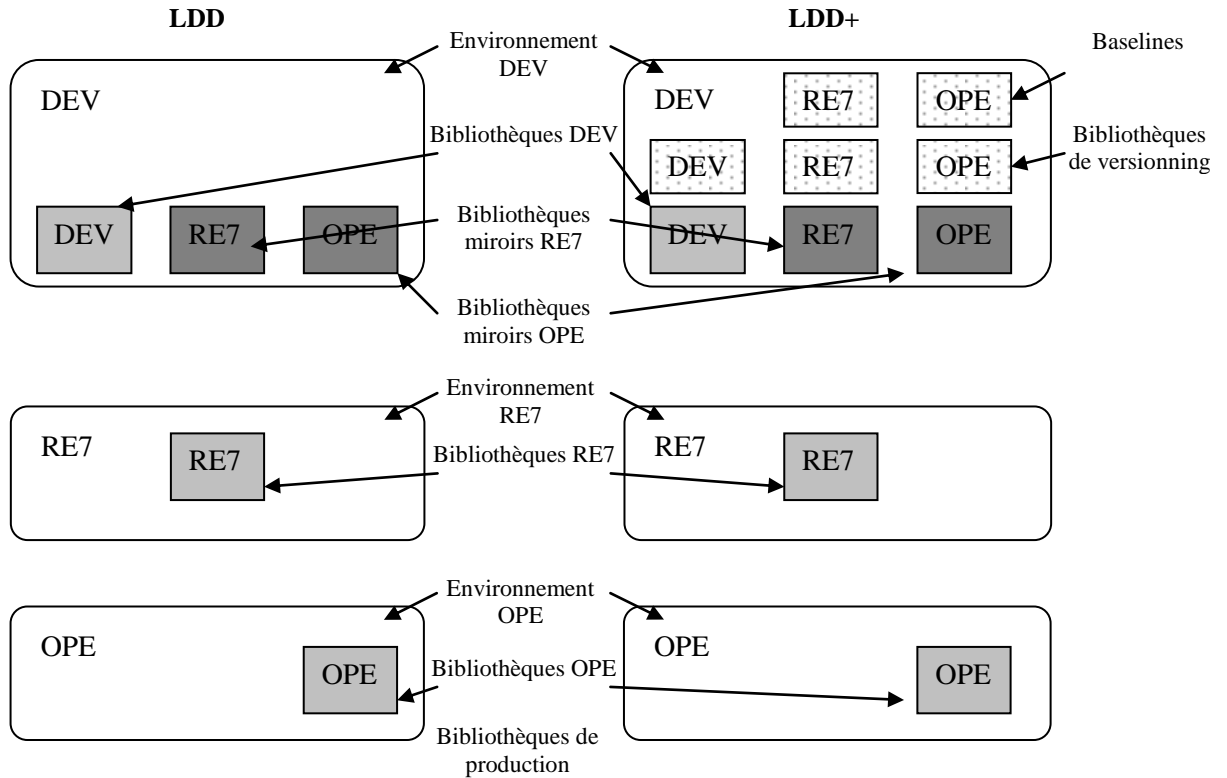 LDD
LDD+
Environnement
DEV
Baselines
DEV
DEV
RE7
OPE
Bibliothèques DEV
Bibliothèques
de versionning
DEV
RE7
OPE
DEV
RE7
OPE
Bibliothèques
miroirs RE7
DEV
RE7
OPE
Bibliothèques
miroirs OPE
Environnement
RE7
RE7
RE7
Bibliothèques RE7
RE7
RE7
Environnement
OPE
OPE
OPE
Bibliothèques OPE
OPE
OPE
Bibliothèques de
production